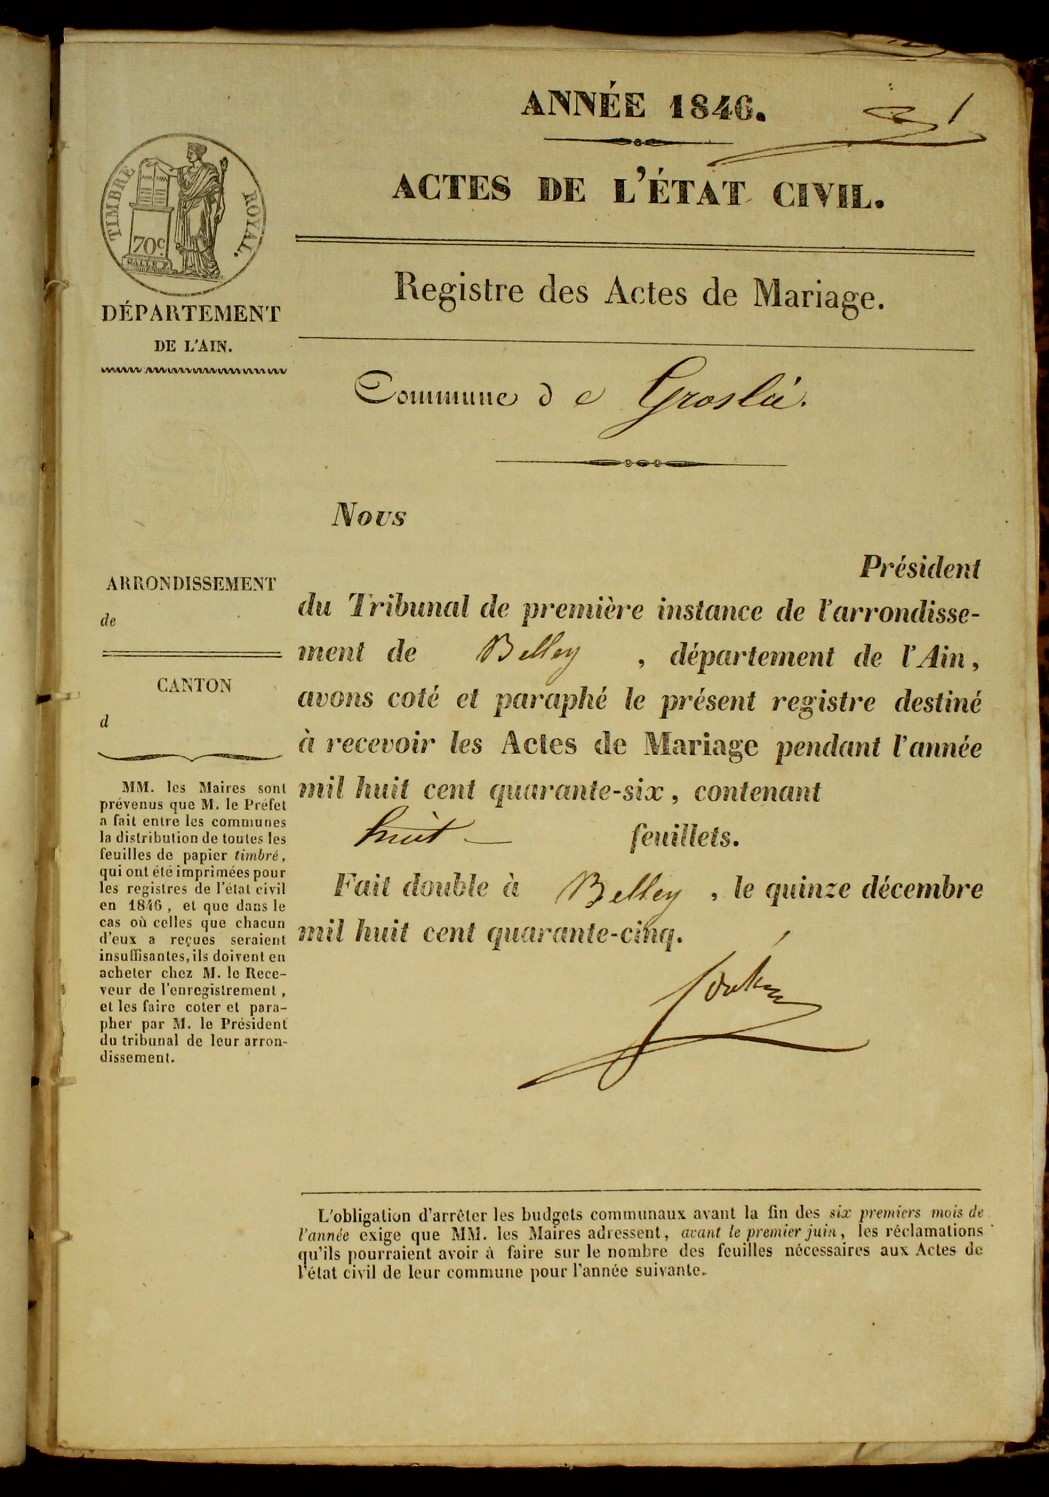 ANNÉE 1846.
1
ACTES DE L'ÉTAT CIVIL.
TIMBRE ROYAL.
70c
DÉPARTEMENT
DE L'AIN.
Registre des Actes de Mariage.
Commune de Groslée.
Nous
Président
du Tribunal de première instance de l'arrondisse-
ment de Belley, département de l'Ain,
avons coté et paraphé le présent registre destiné
à recevoir les Actes de Mariage pendant l'année
mil huit cent quarante-six, contenant
huit feuillets.
Fait double à Belley, le quinze décembre
mil huit cent quarante-cinq.
ARRONDISSEMENT
de
CANTON
d
MM. les Maires sont
prévenus que M. le Préfet
a fait entre les communes
la distribution de toutes les
feuilles de papier timbré,
qui ont été imprimées pour
les registres de l'état civil
en 1846, et que dans le
cas où celles que chacun
d'eux a reçues seraient
insuffisantes, ils doivent en
acheter chez M. le Rece-
veur de l'enregistrement,
et les faire coter et para-
pher par M. le Président
du tribunal de leur arron-
dissement.
L'obligation d'arrêter les budgets communaux avant la fin des six premiers mois de
l'année exige que MM. les Maires adressent, avant le premier juin, les réclamations
qu'ils pourraient avoir à faire sur le nombre des feuilles nécessaires aux Actes de
l'état civil de leur commune pour l'année suivante.